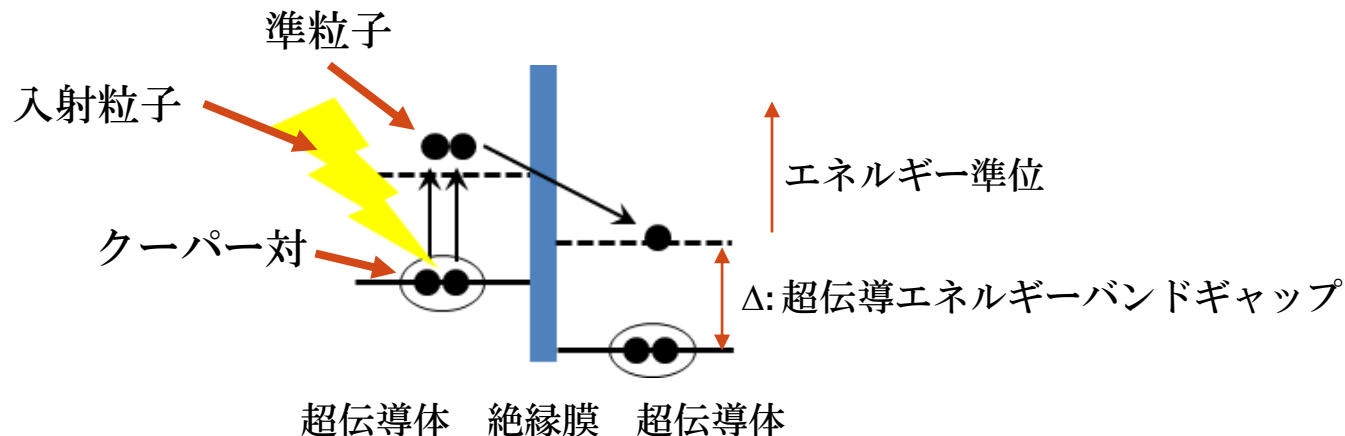 準粒子
入射粒子
エネルギー準位
クーパー対
Δ: 超伝導エネルギーバンドギャップ
超伝導体 絶縁膜 超伝導体